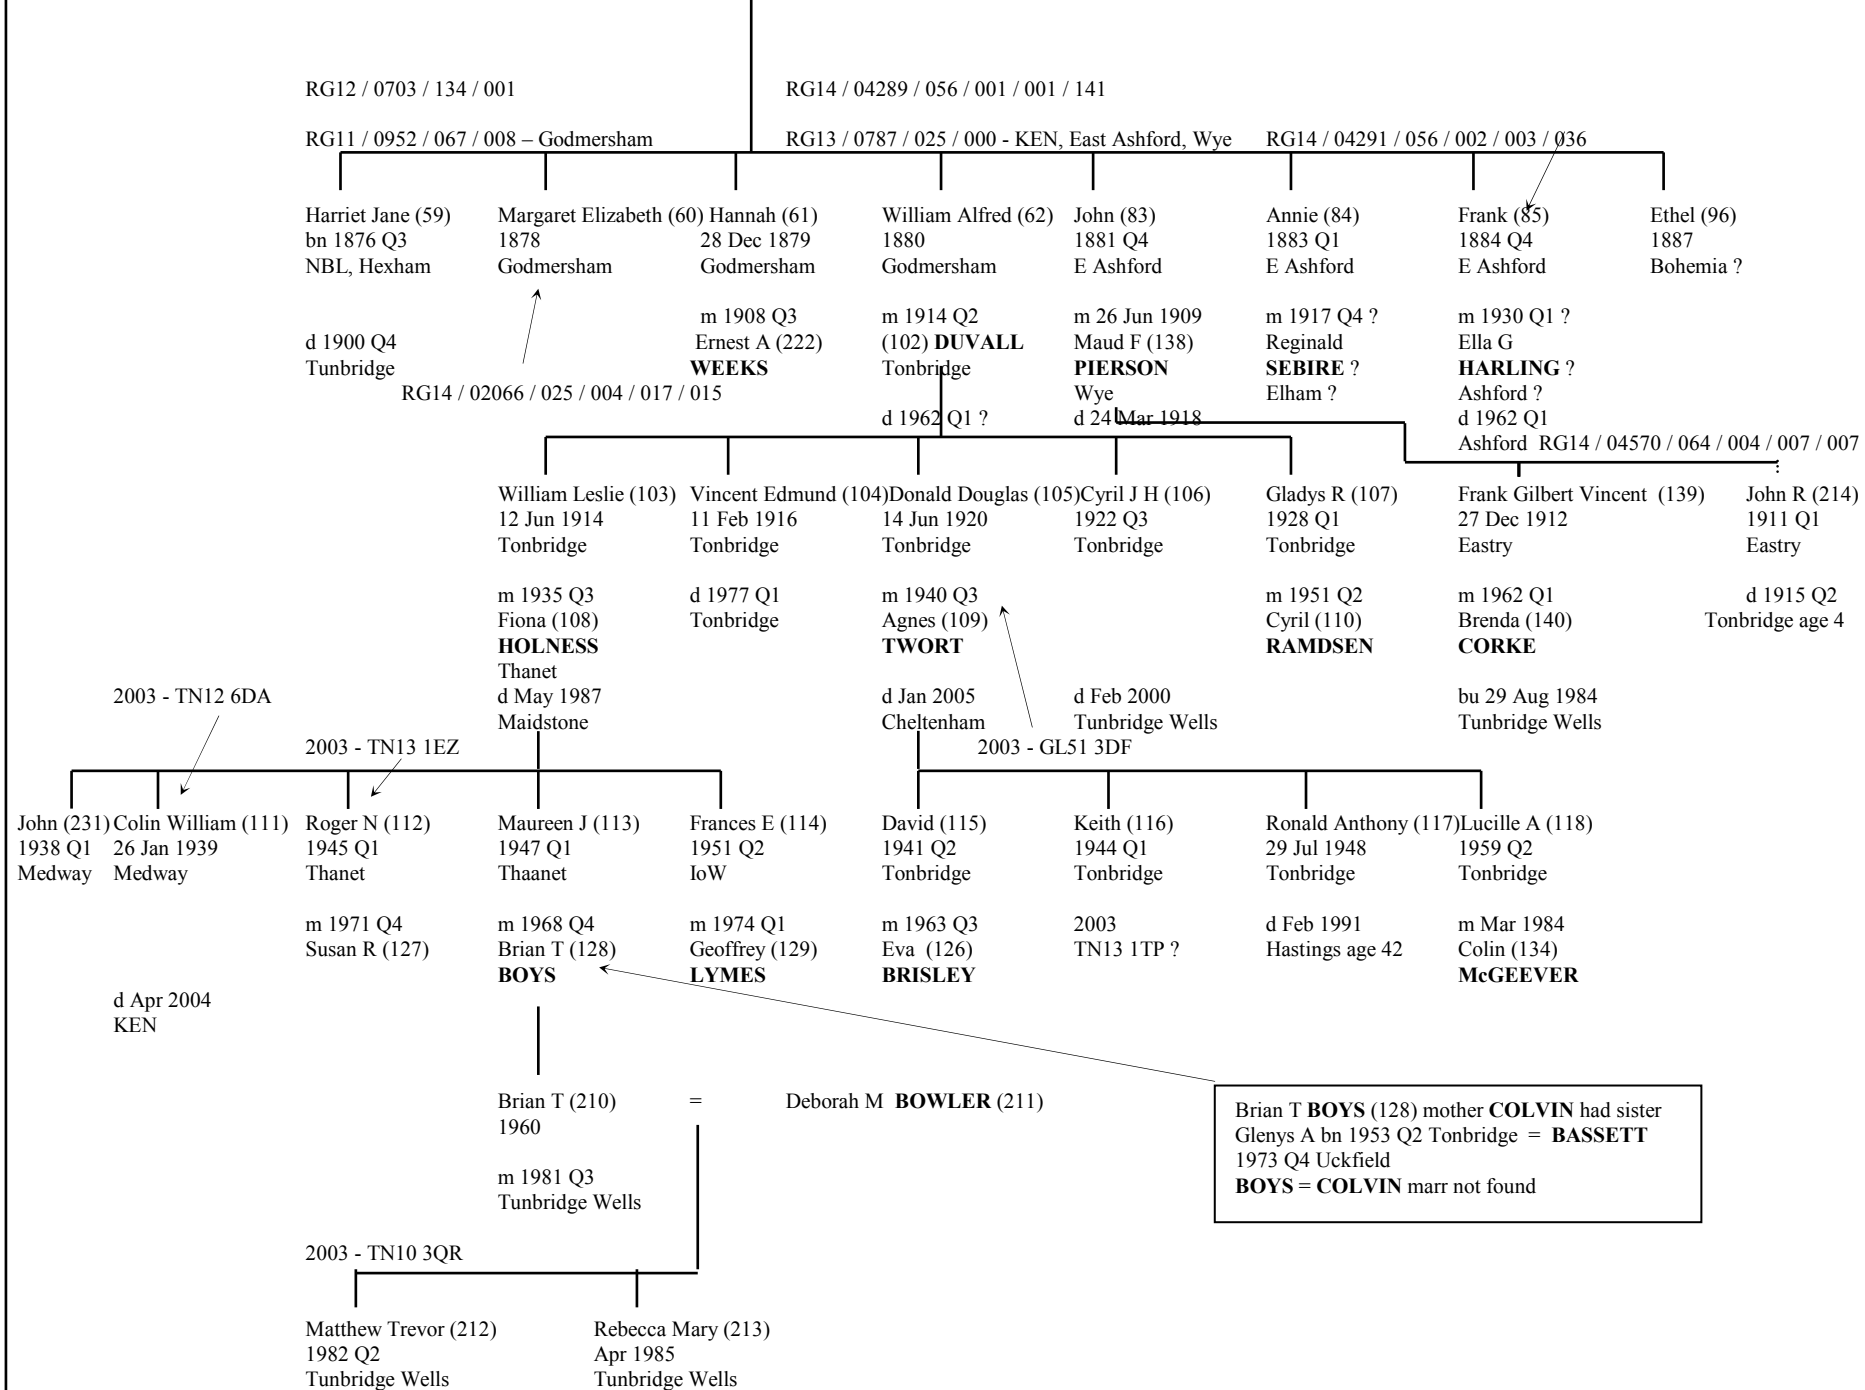 RG12 / 0703 / 134 / 001
RG14 / 04289 / 056 / 001 / 001 / 141
RG11 / 0952 / 067 / 008 – Godmersham
RG13 / 0787 / 025 / 000 - KEN, East Ashford, Wye
RG14 / 04291 / 056 / 002 / 003 / 036
Harriet Jane (59)
bn 1876 Q3
NBL, Hexham
d 1900 Q4
Tunbridge
Margaret Elizabeth (60)
1878
Godmersham
RG14 / 02066 / 025 / 004 / 017 / 015
Hannah (61)
28 Dec 1879
Godmersham
m 1908 Q3
Ernest A (222)
WEEKS
William Alfred (62)
1880
Godmersham
m 1914 Q2
(102) DUVALL
Tonbridge
d 1962 Q1 ?
John (83)
1881 Q4
E Ashford
m 26 Jun 1909
Maud F (138)
PIERSON
Wye
d 24 Mar 1918
Annie (84)
1883 Q1
E Ashford
m 1917 Q4 ?
Reginald
SEBIRE ?
Elham ?
Frank (85)
1884 Q4
E Ashford
m 1930 Q1 ?
Ella G
HARLING ?
Ashford ?
d 1962 Q1
Ashford
Ethel (96)
1887
Bohemia ?
RG14 / 04570 / 064 / 004 / 007 / 007
William Leslie (103)
12 Jun 1914
Tonbridge
m 1935 Q3
Fiona (108)
HOLNESS
Thanet
d May 1987
Maidstone
Vincent Edmund (104)
11 Feb 1916
Tonbridge
d 1977 Q1
Tonbridge
Donald Douglas (105)
14 Jun 1920
Tonbridge
m 1940 Q3
Agnes (109)
TWORT
d Jan 2005
Cheltenham
Cyril J H (106)
1922 Q3
Tonbridge
d Feb 2000
Tunbridge Wells
Gladys R (107)
1928 Q1
Tonbridge
m 1951 Q2
Cyril (110)
RAMDSEN
Frank Gilbert Vincent (139)
27 Dec 1912
Eastry
m 1962 Q1
Brenda (140)
CORKE
bu 29 Aug 1984
Tunbridge Wells
John R (214)
1911 Q1
Eastry
d 1915 Q2
Tonbridge age 4
2003 - TN12 6DA
2003 - TN13 1EZ
2003 - GL51 3DF
John (231)
1938 Q1
Medway
Colin William (111)
26 Jan 1939
Medway
d Apr 2004
KEN
Roger N (112)
1945 Q1
Thanet
m 1971 Q4
Susan R (127)
Maureen J (113)
1947 Q1
Thaanet
m 1968 Q4
Brian T (128)
BOYS
Frances E (114)
1951 Q2
IoW
m 1974 Q1
Geoffrey (129)
LYMES
David (115)
1941 Q2
Tonbridge
m 1963 Q3
Eva (126)
BRISLEY
Keith (116)
1944 Q1
Tonbridge
2003
TN13 1TP ?
Ronald Anthony (117)
29 Jul 1948
Tonbridge
d Feb 1991
Hastings age 42
Lucille A (118)
1959 Q2
Tonbridge
m Mar 1984
Colin (134)
McGEEVER
Brian T (210)
1960
m 1981 Q3
Tunbridge Wells
=
Deborah M BOWLER (211)
Brian T BOYS (128) mother COLVIN had sister
Glenys A bn 1953 Q2 Tonbridge = BASSETT
1973 Q4 Uckfield
BOYS = COLVIN marr not found
2003 - TN10 3QR
Matthew Trevor (212)
1982 Q2
Tunbridge Wells
Rebecca Mary (213)
Apr 1985
Tunbridge Wells